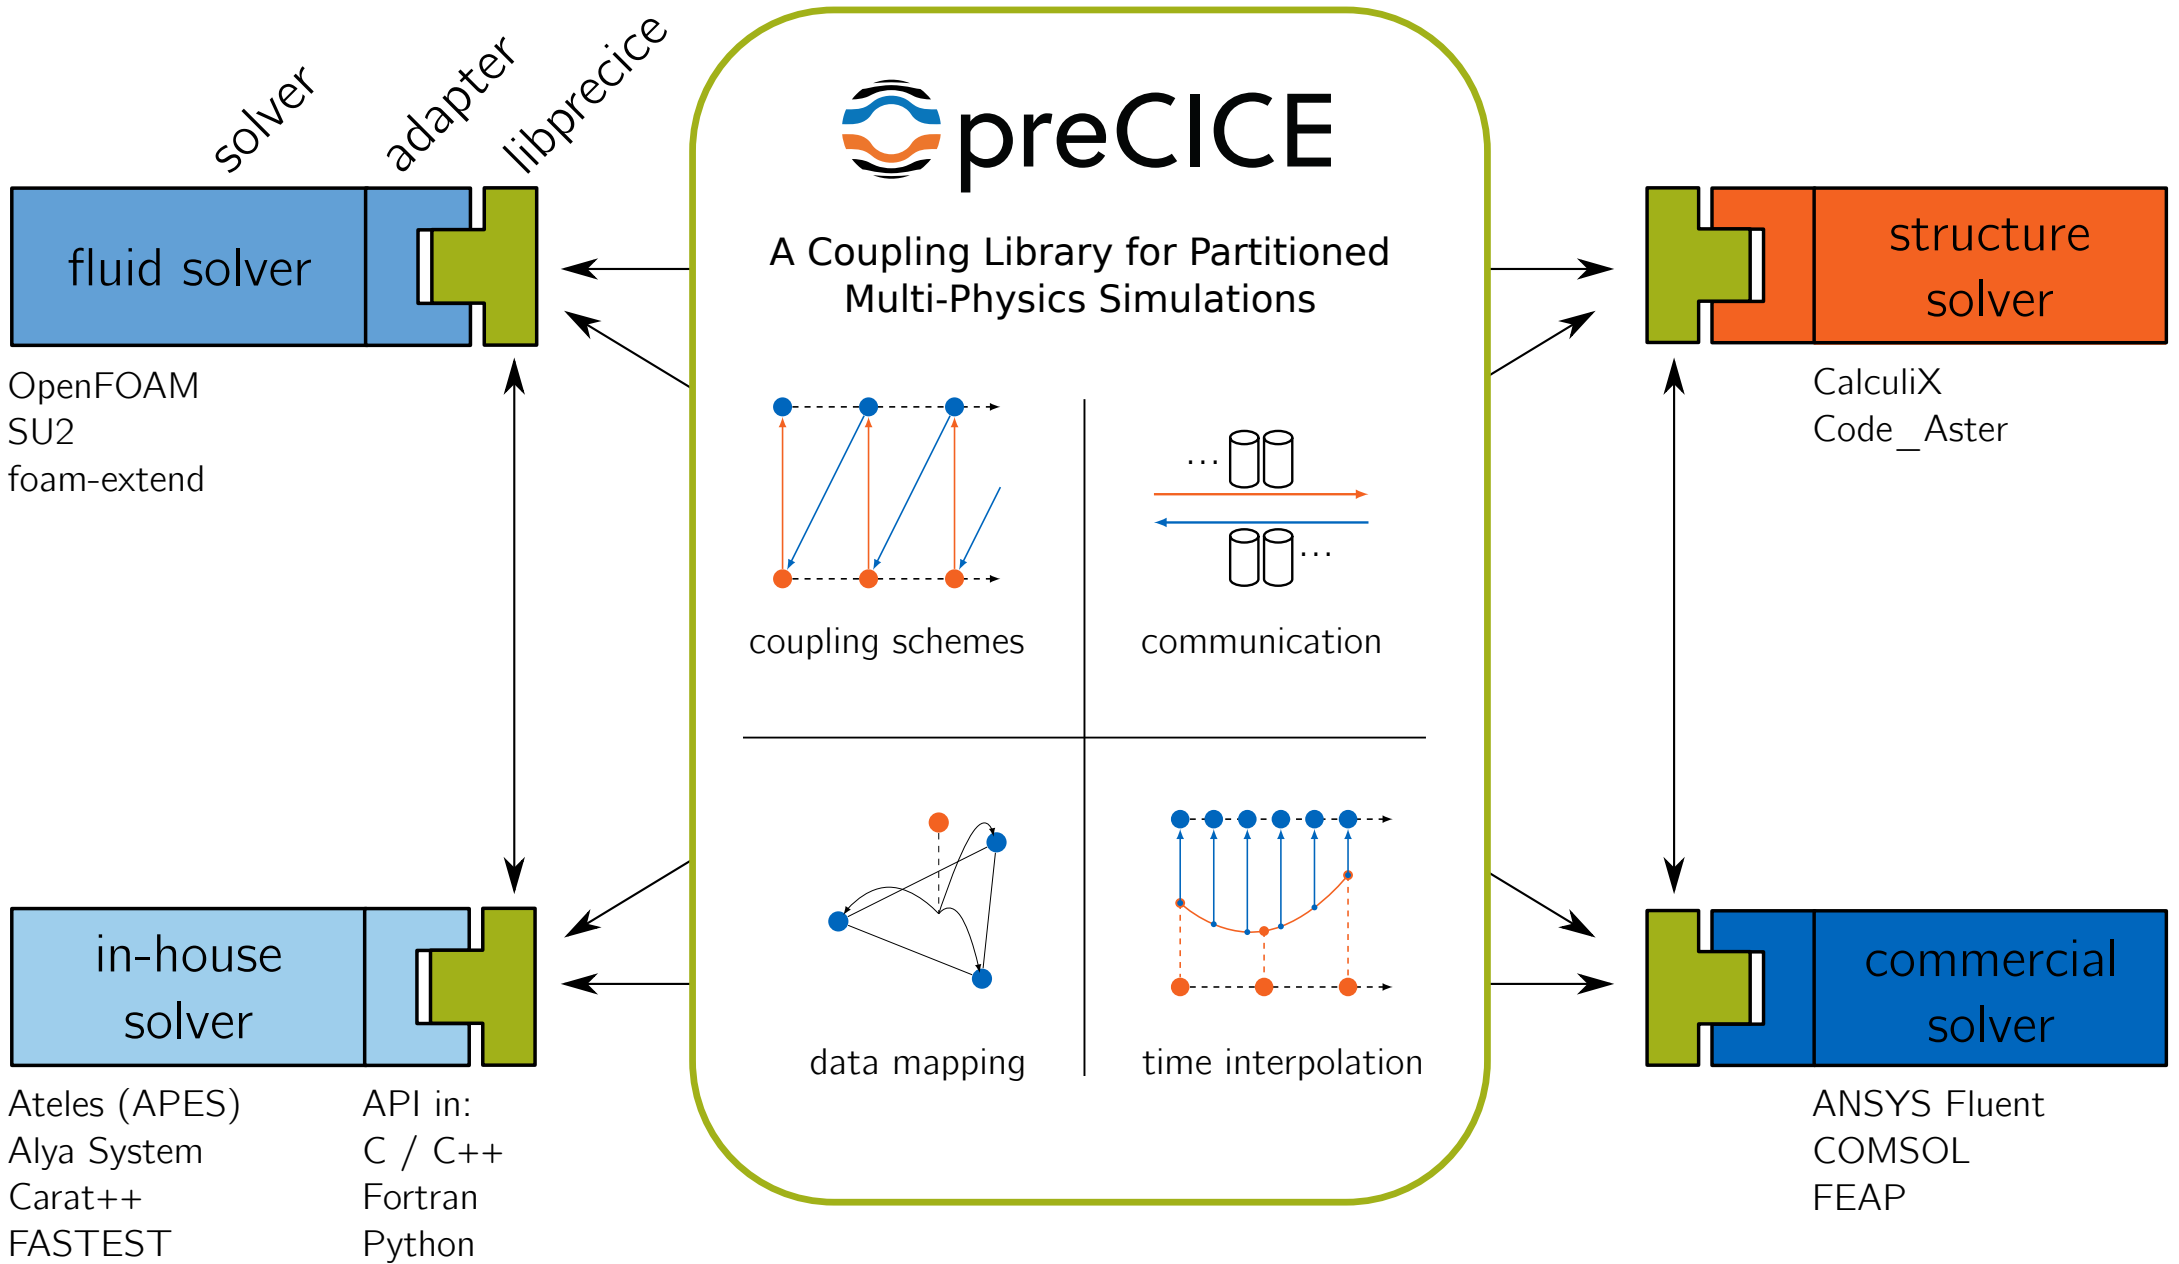 solver
adapter
libprecice
preCICE
A Coupling Library for Partitioned
Multi-Physics Simulations
fluid solver
OpenFOAM
SU2
foam-extend
structure
solver
CalculiX
Code_Aster
coupling schemes
...
...
communication
data mapping
time interpolation
in-house
solver
Ateles (APES)
Alya System
Carat++
FASTEST
API in:
C / C++
Fortran
Python
commercial
solver
ANSYS Fluent
COMSOL
FEAP